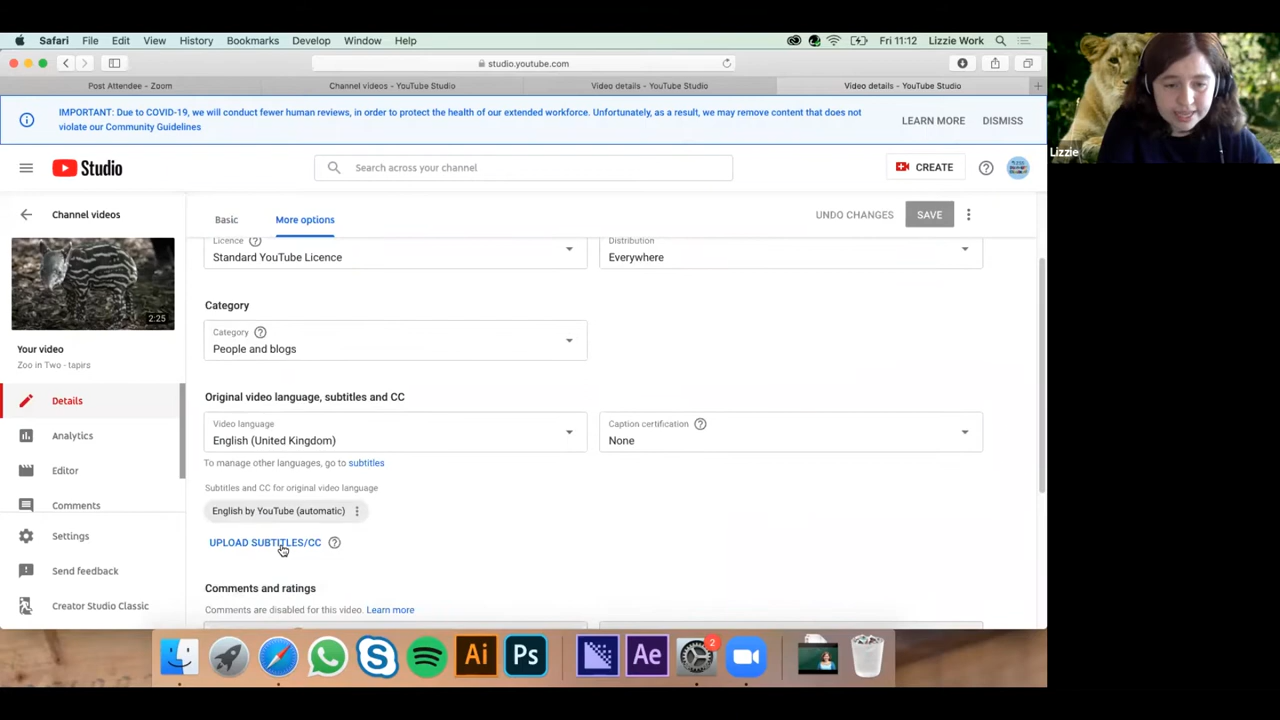 Safari File Edit View History Bookmarks Develop Window Help Fri 11:12 Lizzie Work
studio.youtube.com
Post Attendee - Zoom Channel videos - YouTube Studio Video details - YouTube Studio Video details - YouTube Studio
IMPORTANT: Due to COVID-19, we will conduct fewer human reviews, in order to protect the health of our extended workforce. Unfortunately, as a result, we may remove content that does not
violate our Community Guidelines
LEARN MORE DISMISS
Lizzie
Studio Search across your channel CREATE
Channel videos Basic More options UNDO CHANGES SAVE
Licence Distribution
Standard YouTube Licence Everywhere
2:25
Category
Category
People and blogs
Your video
Zoo in Two - tapirs
Details
Analytics
Editor
Comments
Settings
Send feedback
Creator Studio Classic
Original video language, subtitles and CC
Video language Caption certification
English (United Kingdom) None
To manage other languages, go to subtitles
Subtitles and CC for original video language
English by YouTube (automatic)
UPLOAD SUBTITLES/CC
Comments and ratings
Comments are disabled for this video. Learn more
Ai Ps Ae 2